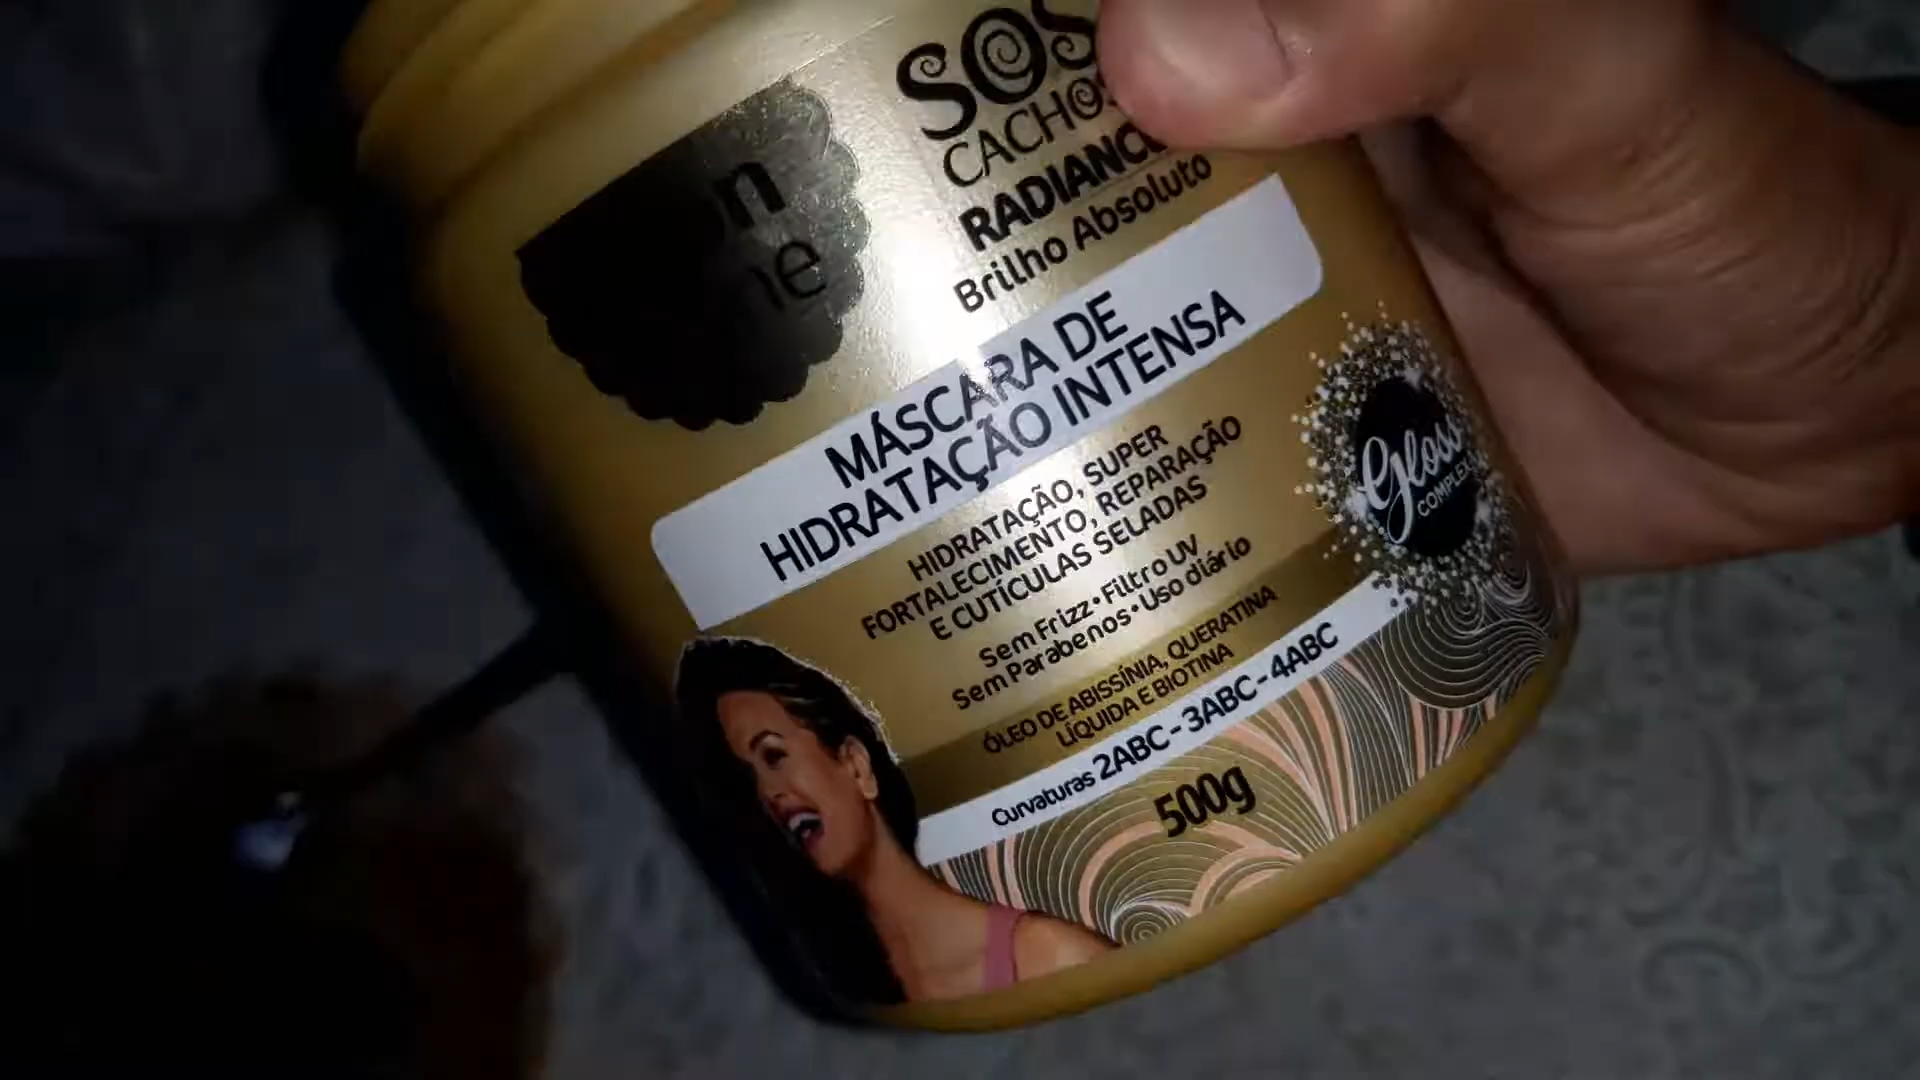 SOS
CACHOS
RADIANCE
Brilho Absoluto
MÁSCARA DE
HIDRATAÇÃO INTENSA
HIDRATAÇÃO, SUPER
FORTALECIMENTO, REPARAÇÃO
E CUTÍCULAS SELADAS
Sem Frizz • Filtro UV
Sem Parabenos • Uso diário
ÓLEO DE ABISSÍNIA, QUERATINA
LÍQUIDA E BIOTINA
Curvaturas 2ABC - 3ABC - 4ABC
500g
Gloss
COMPLEX